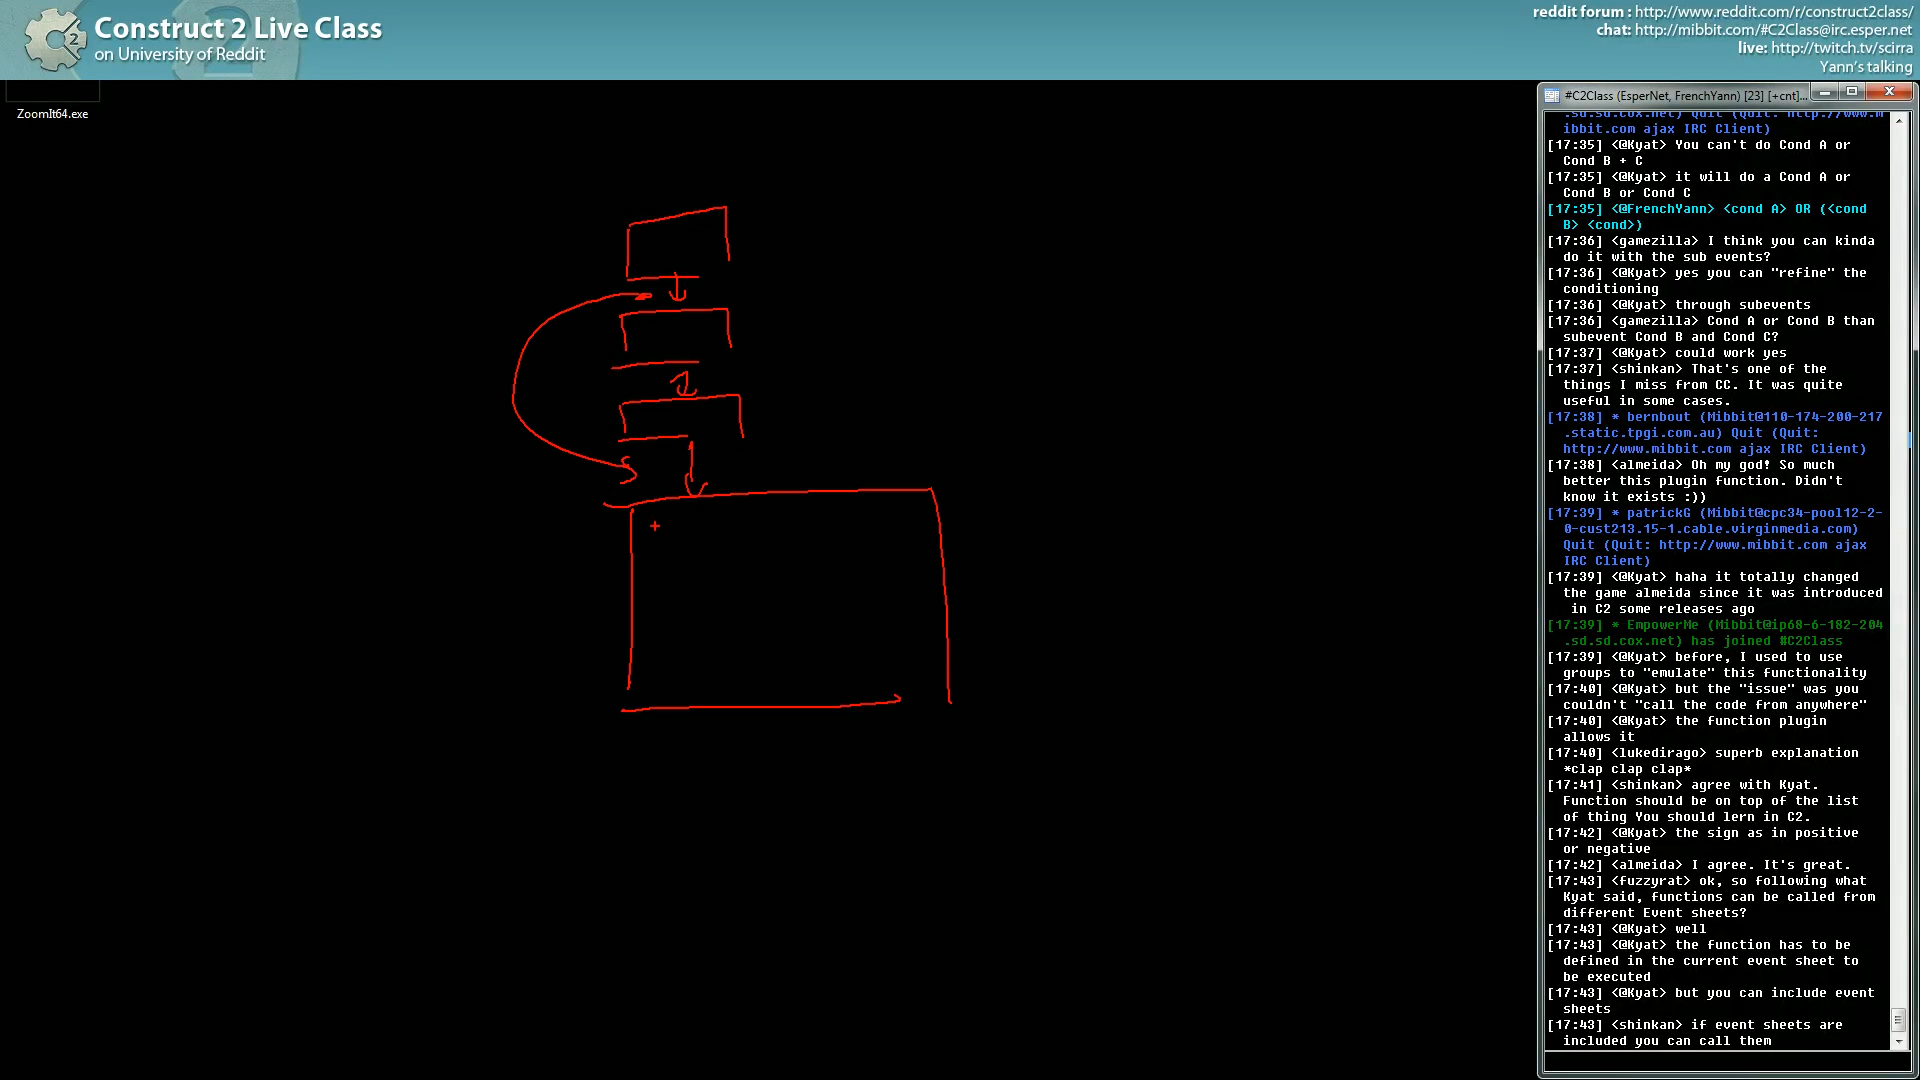 Construct 2 Live Class
on University of Reddit
reddit forum : http://www.reddit.com/r/construct2class/
chat: http://mibbit.com/#C2Class@irc.esper.net
live: http://twitch.tv/scirra
Yann's talking
ZoomIt64.exe
#C2Class (EsperNet, FrenchYann) [23] [+cnt]...
.sd.sd.cox.net) Quit (Quit: http://www.m
ibbit.com ajax IRC Client)
[17:35] <@Kyat> You can't do Cond A or
Cond B + C
[17:35] <@Kyat> it will do a Cond A or
Cond B or Cond C
[17:35] <@FrenchYann> <cond A> OR (<cond
B> <cond>)
[17:36] <gamezilla> I think you can kinda
do it with the sub events?
[17:36] <@Kyat> yes you can "refine" the
conditioning
[17:36] <@Kyat> through subevents
[17:36] <gamezilla> Cond A or Cond B than
subevent Cond B and Cond C?
[17:37] <@Kyat> could work yes
[17:37] <shinkan> That's one of the
things I miss from CC. It was quite
useful in some cases.
[17:38] * bernbout (Mibbit@110-174-200-217
.static.tpgi.com.au) Quit (Quit:
http://www.mibbit.com ajax IRC Client)
[17:38] <almeida> Oh my god! So much
better this plugin function. Didn't
know it exists :))
[17:39] * patrickG (Mibbit@cpc34-pool12-2-
0-cust213.15-1.cable.virginmedia.com)
Quit (Quit: http://www.mibbit.com ajax
IRC Client)
[17:39] <@Kyat> haha it totally changed
the game almeida since it was introduced
in C2 some releases ago
[17:39] * EmpowerMe (Mibbit@ip68-6-182-204
.sd.sd.cox.net) has joined #C2Class
[17:39] <@Kyat> before, I used to use
groups to "emulate" this functionality
[17:40] <@Kyat> but the "issue" was you
couldn't "call the code from anywhere"
[17:40] <@Kyat> the function plugin
allows it
[17:40] <lukedirago> superb explanation
*clap clap clap*
[17:41] <shinkan> agree with Kyat.
Function should be on top of the list
of thing You should lern in C2.
[17:42] <@Kyat> the sign as in positive
or negative
[17:42] <almeida> I agree. It's great.
[17:43] <fuzzyrat> ok, so following what
Kyat said, functions can be called from
different Event sheets?
[17:43] <@Kyat> well
[17:43] <@Kyat> the function has to be
defined in the current event sheet to
be executed
[17:43] <@Kyat> but you can include event
sheets
[17:43] <shinkan> if event sheets are
included you can call them